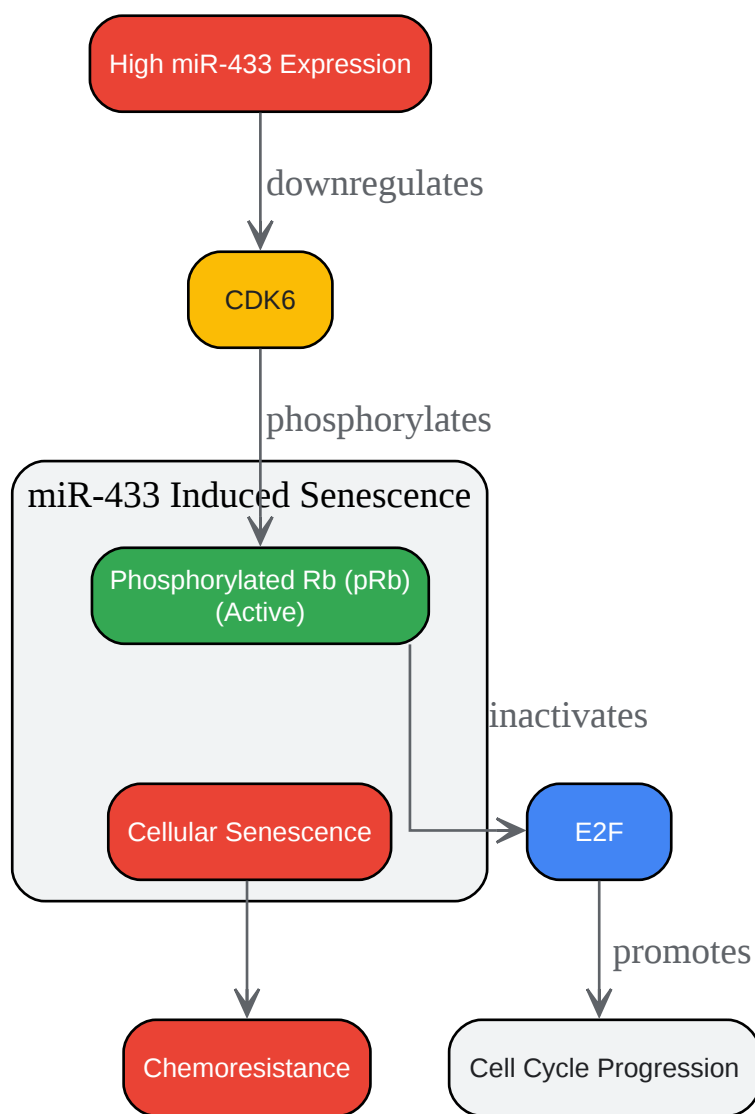 High miR-433 Expression
downregulates
CDK6
phosphorylates
miR-433 Induced Senescence
Phosphorylated Rb (pRb)
(Active)
inactivates
Cellular Senescence
E2F
promotes
Chemoresistance
Cell Cycle Progression